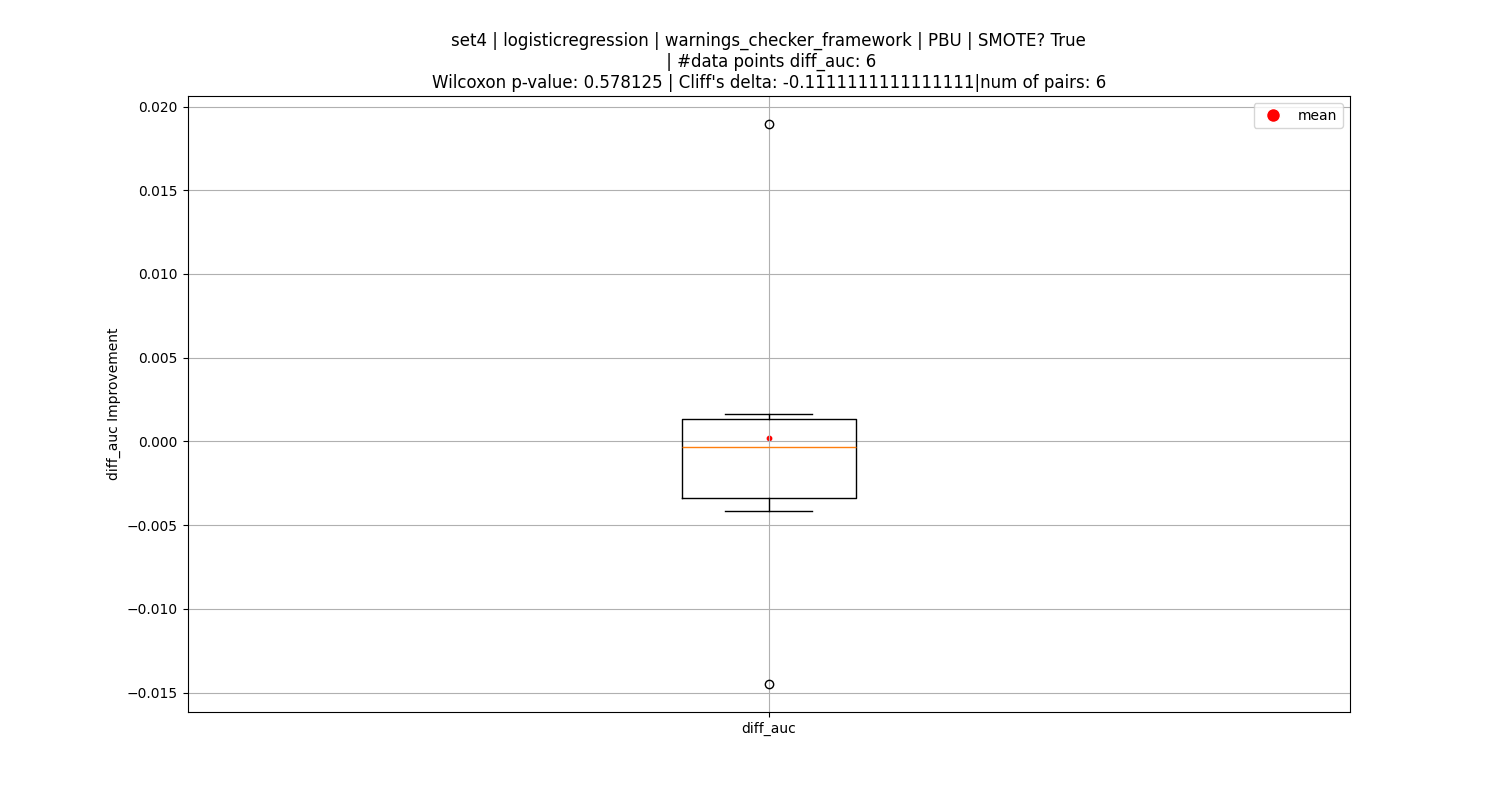 set4 | logisticregression | warnings_checker_framework | PBU | SMOTE? True
| #data points diff_auc: 6
Wilcoxon p-value: 0.578125 | Cliff's delta: -0.1111111111111111|num of pairs: 6
mean
0.020
0.015
0.010
0.005
0.000
−0.005
−0.010
−0.015
diff_auc Improvement
diff_auc